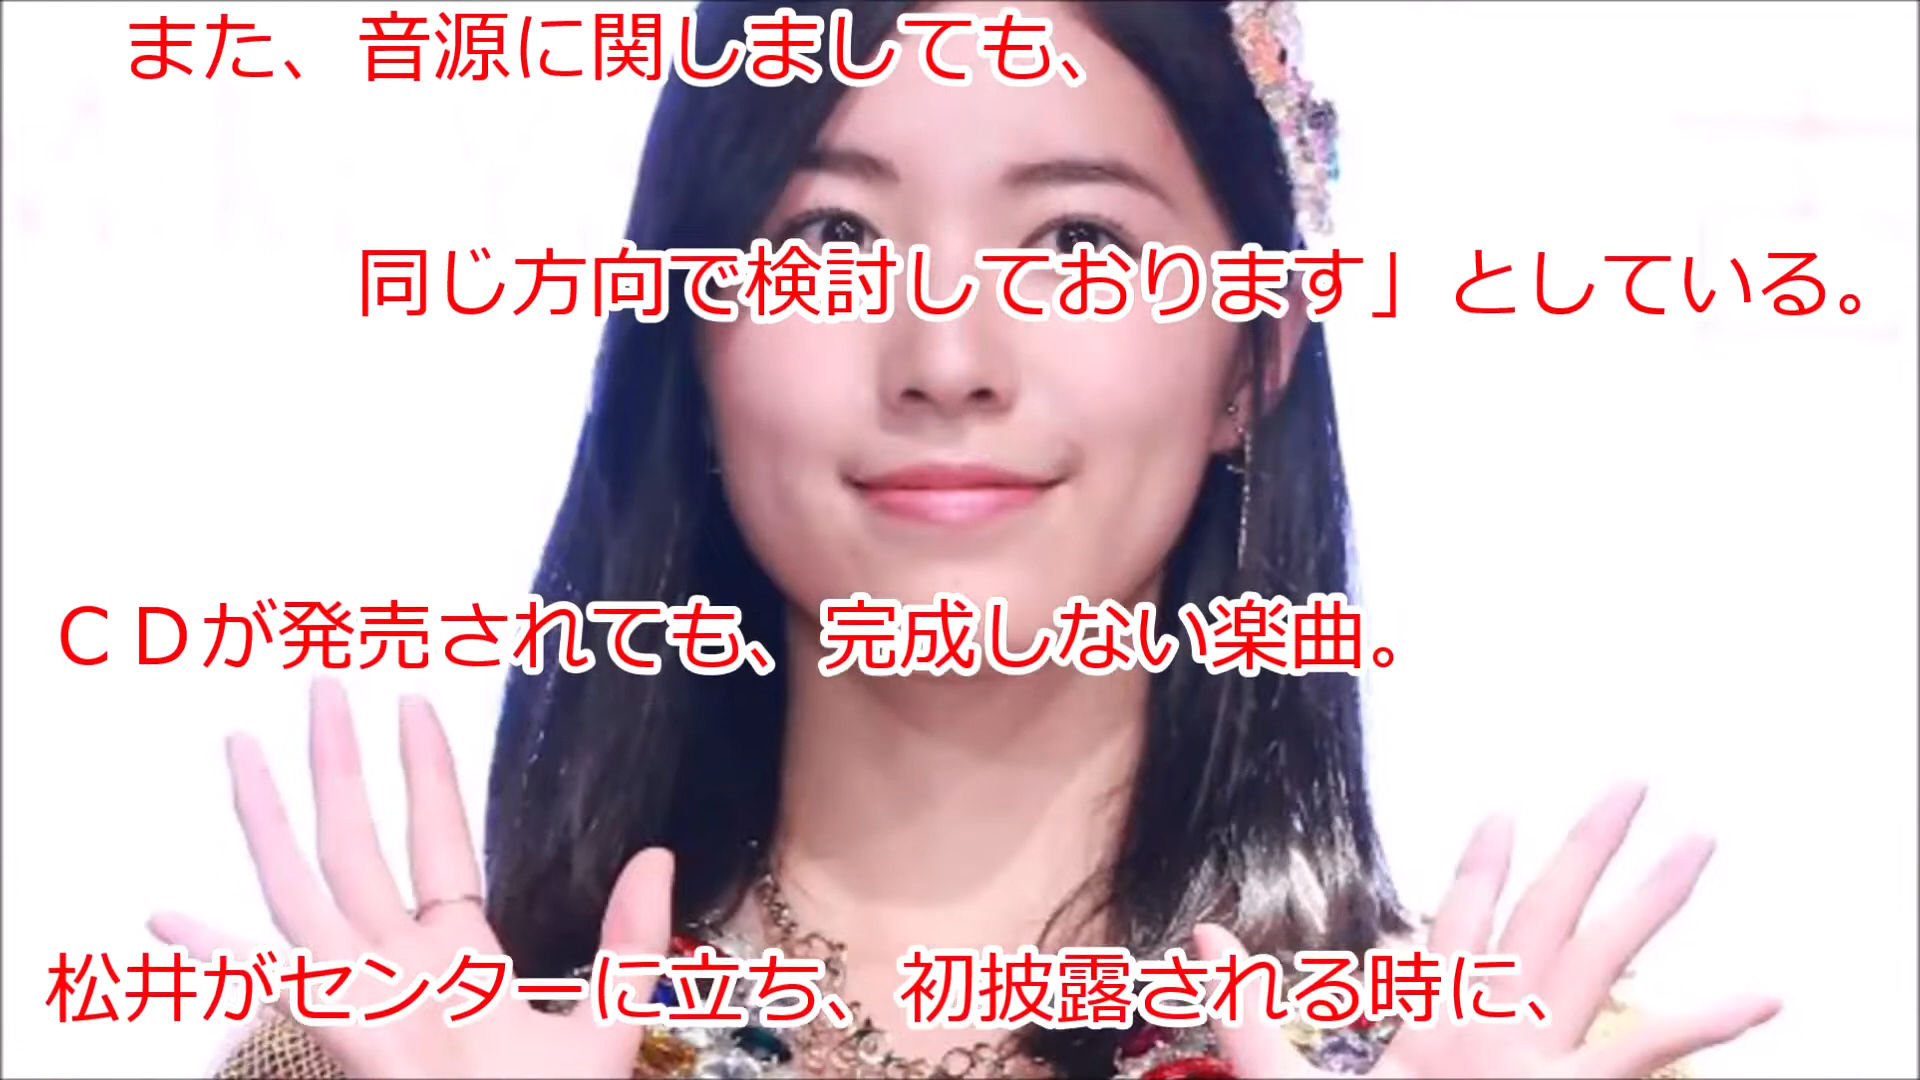 また、音源に関しましても、
同じ方向で検討しております」としている。
ＣＤが発売されても、完成しない楽曲。
松井がセンターに立ち、初披露される時に、